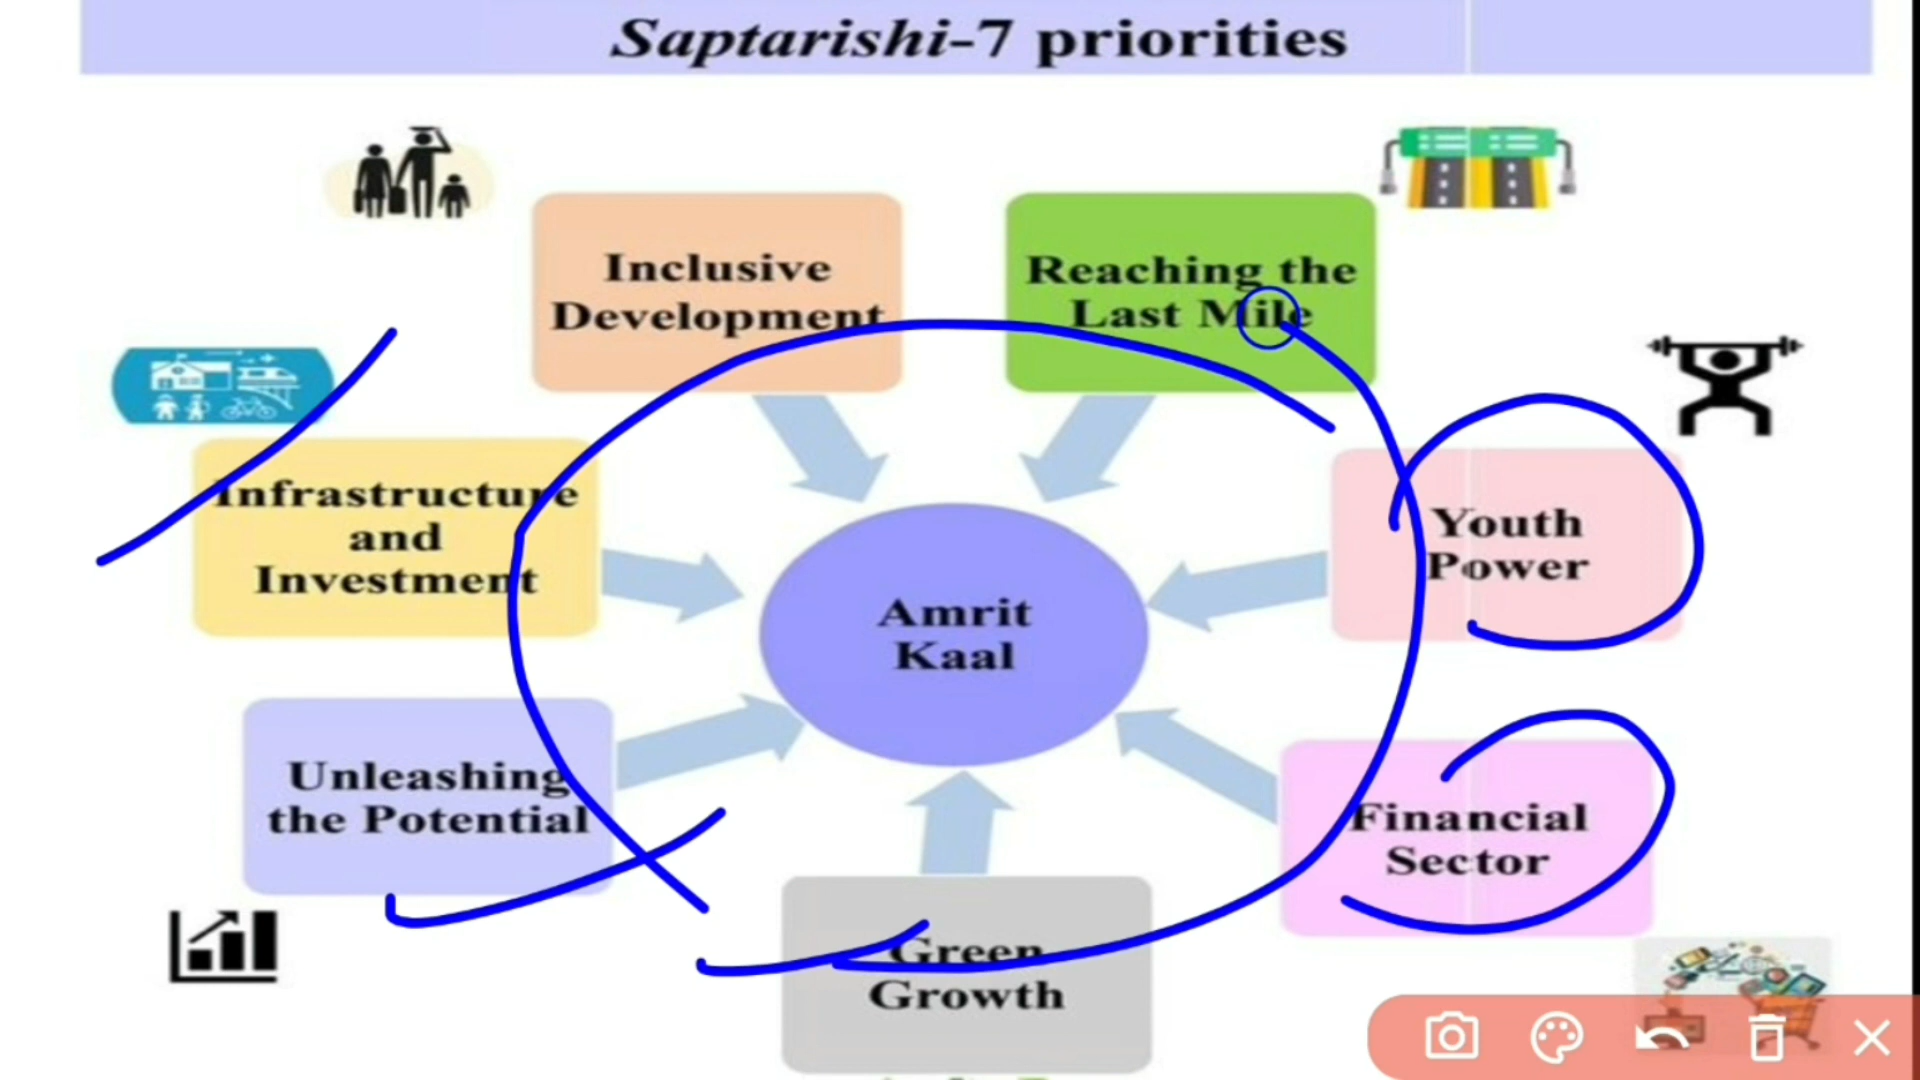 Saptarishi-7 priorities
Inclusive
Development
Reaching the
Last Mile
Infrastructure
and
Investment
Youth
Power
Amrit
Kaal
Unleashing
the Potential
Financial
Sector
Green
Growth